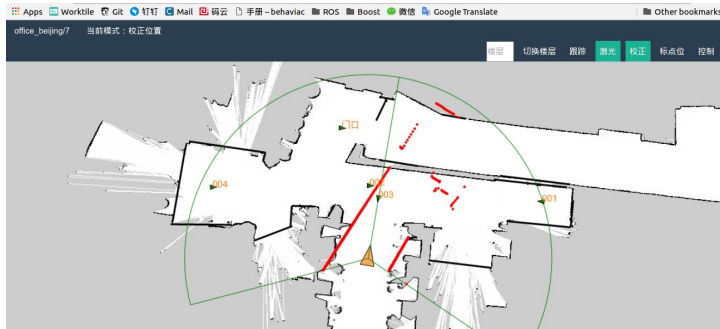 Apps Worktile Git 钉钉 Mail 码云 手册 – behaviac ROS Boost 微信 Google Translate Other bookmarks
office_beijing/7 当前模式：校正位置
楼层 切换楼层 跟踪 激光 校正 标点位 控制
门口
004 002 001
003